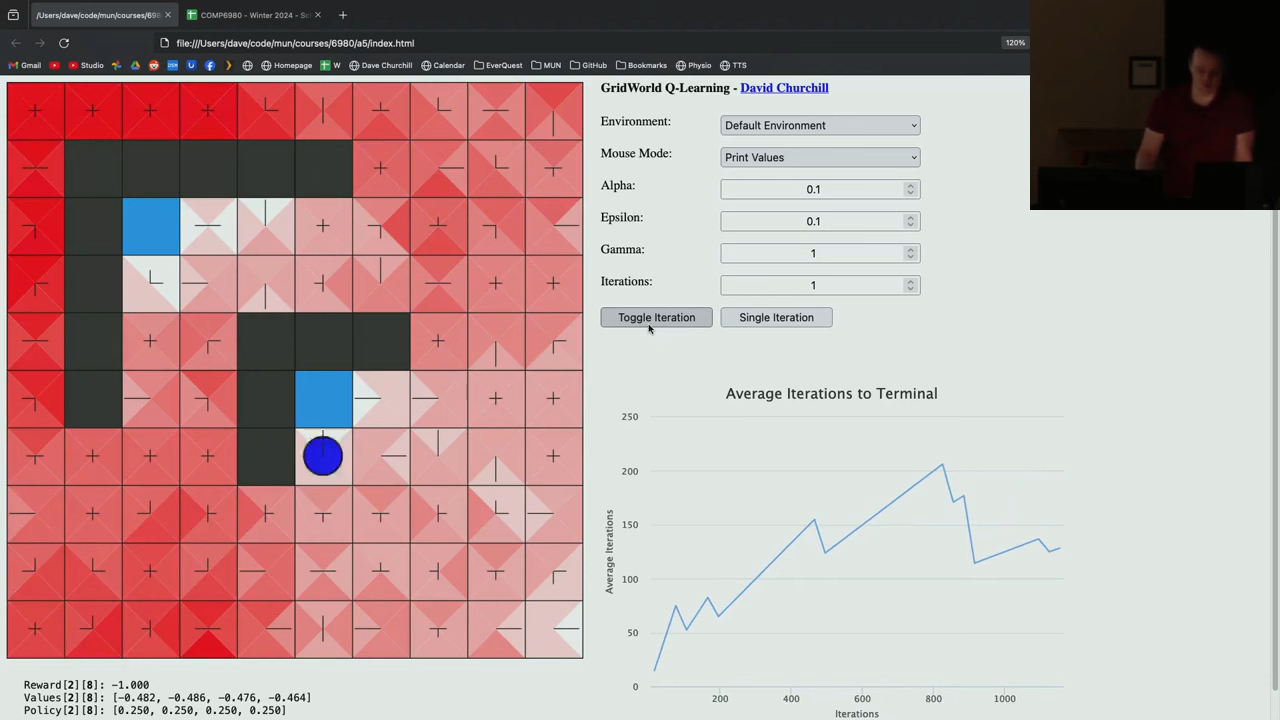 /Users/dave/code/mun/courses/698
COMP6980 - Winter 2024 - Sc
file:///Users/dave/code/mun/courses/6980/a5/index.html
120%
Gmail
Studio
Homepage
W
Dave Churchill
Calendar
EverQuest
MUN
GitHub
Bookmarks
Physio
TTS
GridWorld Q-Learning - David Churchill
Environment: Default Environment
Mouse Mode: Print Values
Alpha: 0.1
Epsilon: 0.1
Gamma: 1
Iterations: 1
Toggle Iteration Single Iteration
Average Iterations to Terminal
250
200
150
100
50
0
Average Iterations
200 400 600 800 1000
Iterations
Reward[2][8]: -1.000
Values[2][8]: [-0.482, -0.486, -0.476, -0.464]
Policy[2][8]: [0.250, 0.250, 0.250, 0.250]